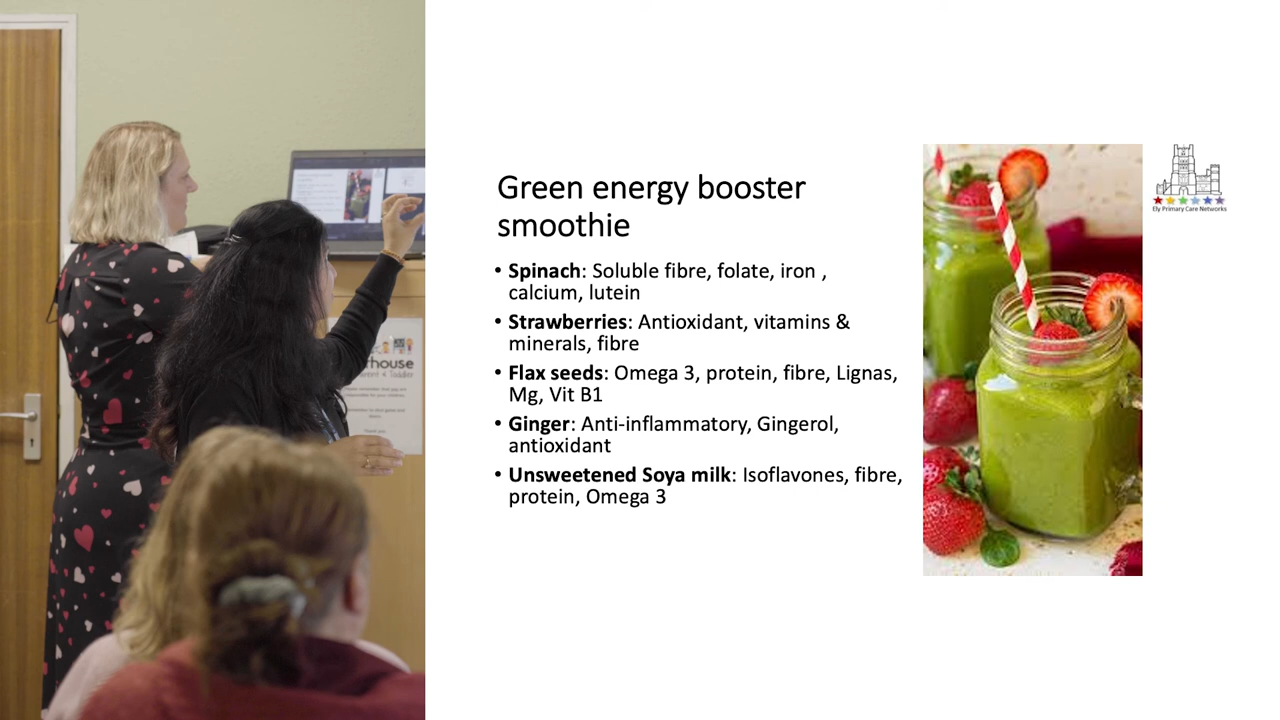 Green energy booster
smoothie
• Spinach: Soluble fibre, folate, iron ,
calcium, lutein
• Strawberries: Antioxidant, vitamins &
minerals, fibre
• Flax seeds: Omega 3, protein, fibre, Lignas,
Mg, Vit B1
• Ginger: Anti-inflammatory, Gingerol,
antioxidant
• Unsweetened Soya milk: Isoflavones, fibre,
protein, Omega 3
Ely Primary Care Networks